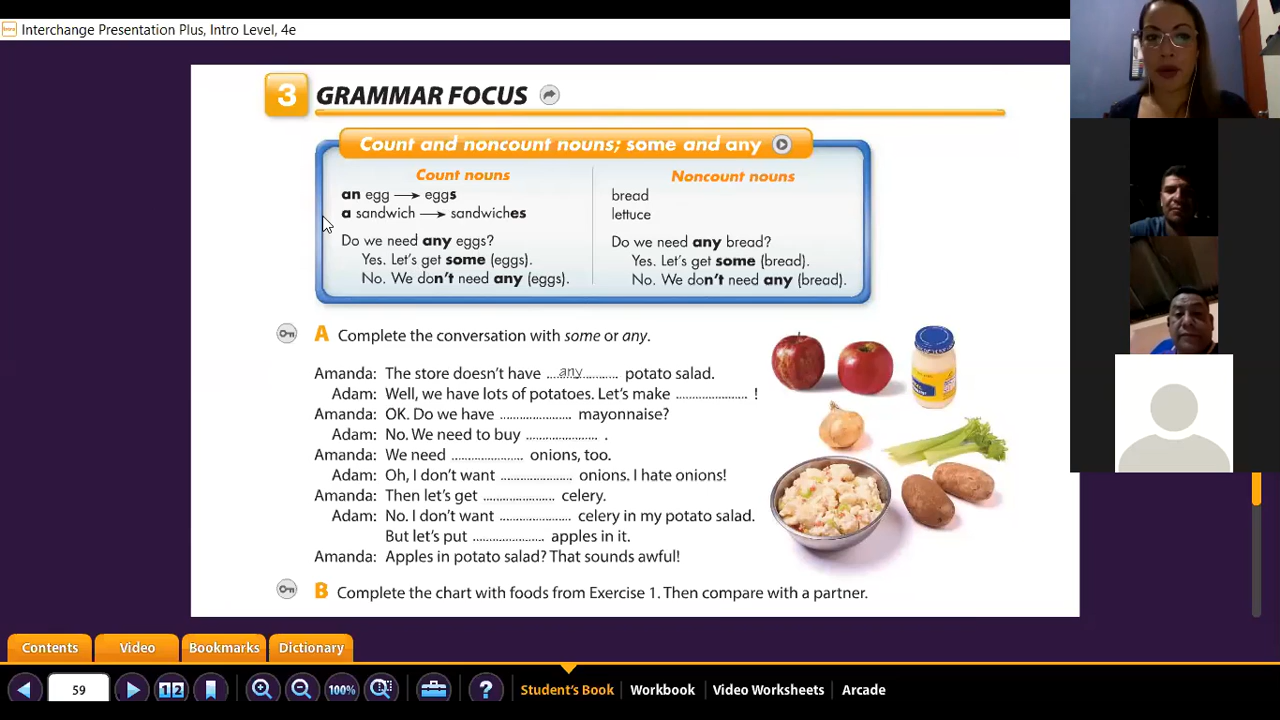 Interchange Presentation Plus, Intro Level, 4e
3 GRAMMAR FOCUS
Count and noncount nouns; some and any
Count nouns
an egg → eggs
a sandwich → sandwiches
Do we need any eggs?
Yes. Let's get some (eggs).
No. We don't need any (eggs).
Noncount nouns
bread
lettuce
Do we need any bread?
Yes. Let's get some (bread).
No. We don't need any (bread).
A Complete the conversation with some or any.
Amanda: The store doesn't have ....any.... potato salad.
Adam: Well, we have lots of potatoes. Let's make .................... !
Amanda: OK. Do we have .................... mayonnaise?
Adam: No. We need to buy .................... .
Amanda: We need .................... onions, too.
Adam: Oh, I don't want .................... onions. I hate onions!
Amanda: Then let's get .................... celery.
Adam: No. I don't want .................... celery in my potato salad.
But let's put .................... apples in it.
Amanda: Apples in potato salad? That sounds awful!
B Complete the chart with foods from Exercise 1. Then compare with a partner.
Contents Video Bookmarks Dictionary
59 1 2 100% ? Student's Book Workbook Video Worksheets Arcade